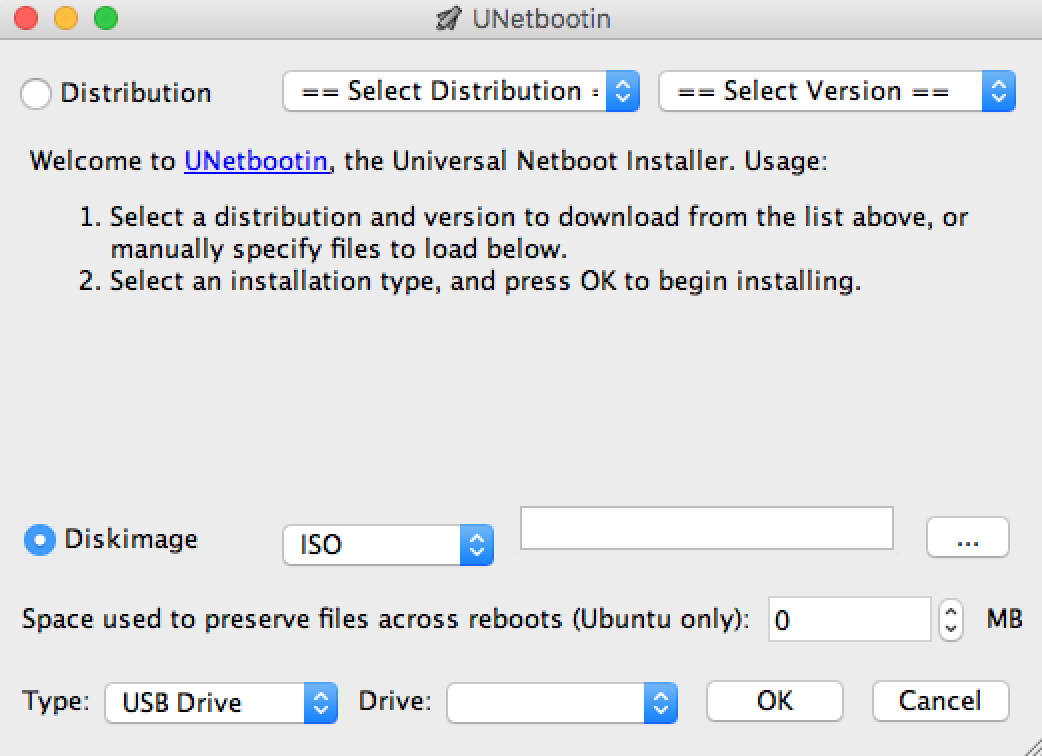 UNetbootin
Distribution == Select Distribution = == Select Version ==
Welcome to UNetbootin, the Universal Netboot Installer. Usage:
1. Select a distribution and version to download from the list above, or
manually specify files to load below.
2. Select an installation type, and press OK to begin installing.
Diskimage ISO ...
Space used to preserve files across reboots (Ubuntu only): 0 MB
Type: USB Drive Drive: OK Cancel